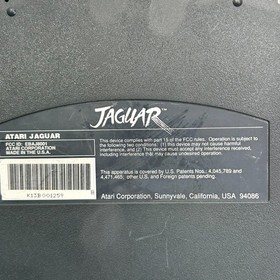 JAGUAR
ATARI JAGUAR
FCC ID: EBAJ9001
ATARI CORPORATION
MADE IN THE U.S.A.
This device complies with part 15 of the FCC rules. Operation is subject to
the following two conditions: (1) this device may not cause harmful
interference, and (2) This device must accept any interference including
interference that may cause undesired operation.
This apparatus is covered by U.S. Patents Nos.; 4,045,789 and
4,471,465; other U.S. and Foreign patents pending.
Atari Corporation, Sunnyvale, California, USA 94086